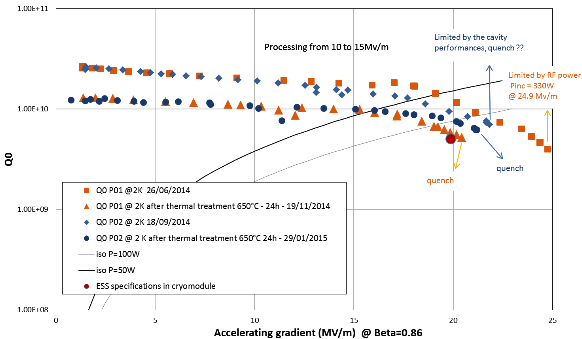 1.00E+11
Processing from 10 to 15Mv/m
Limited by the cavity
performances, quench ??
Limited by RF power
Pinc = 330W
@ 24.9 Mv/m
1.00E+10
Q0
quench
quench
Q0 P01 @2K 26/06/2014
Q0 P01 @ 2K after thermal treatment 650°C - 24h - 19/11/2014
Q0 P02 @2K 18/09/2014
Q0 P02 @ 2 K after thermal treatment 650°C 24h - 29/01/2015
iso P=100W
iso P=50W
ESS specifications in cryomodule
1.00E+09
1.00E+08
0 5 10 15 20 25
Accelerating gradient (MV/m) @ Beta=0.86